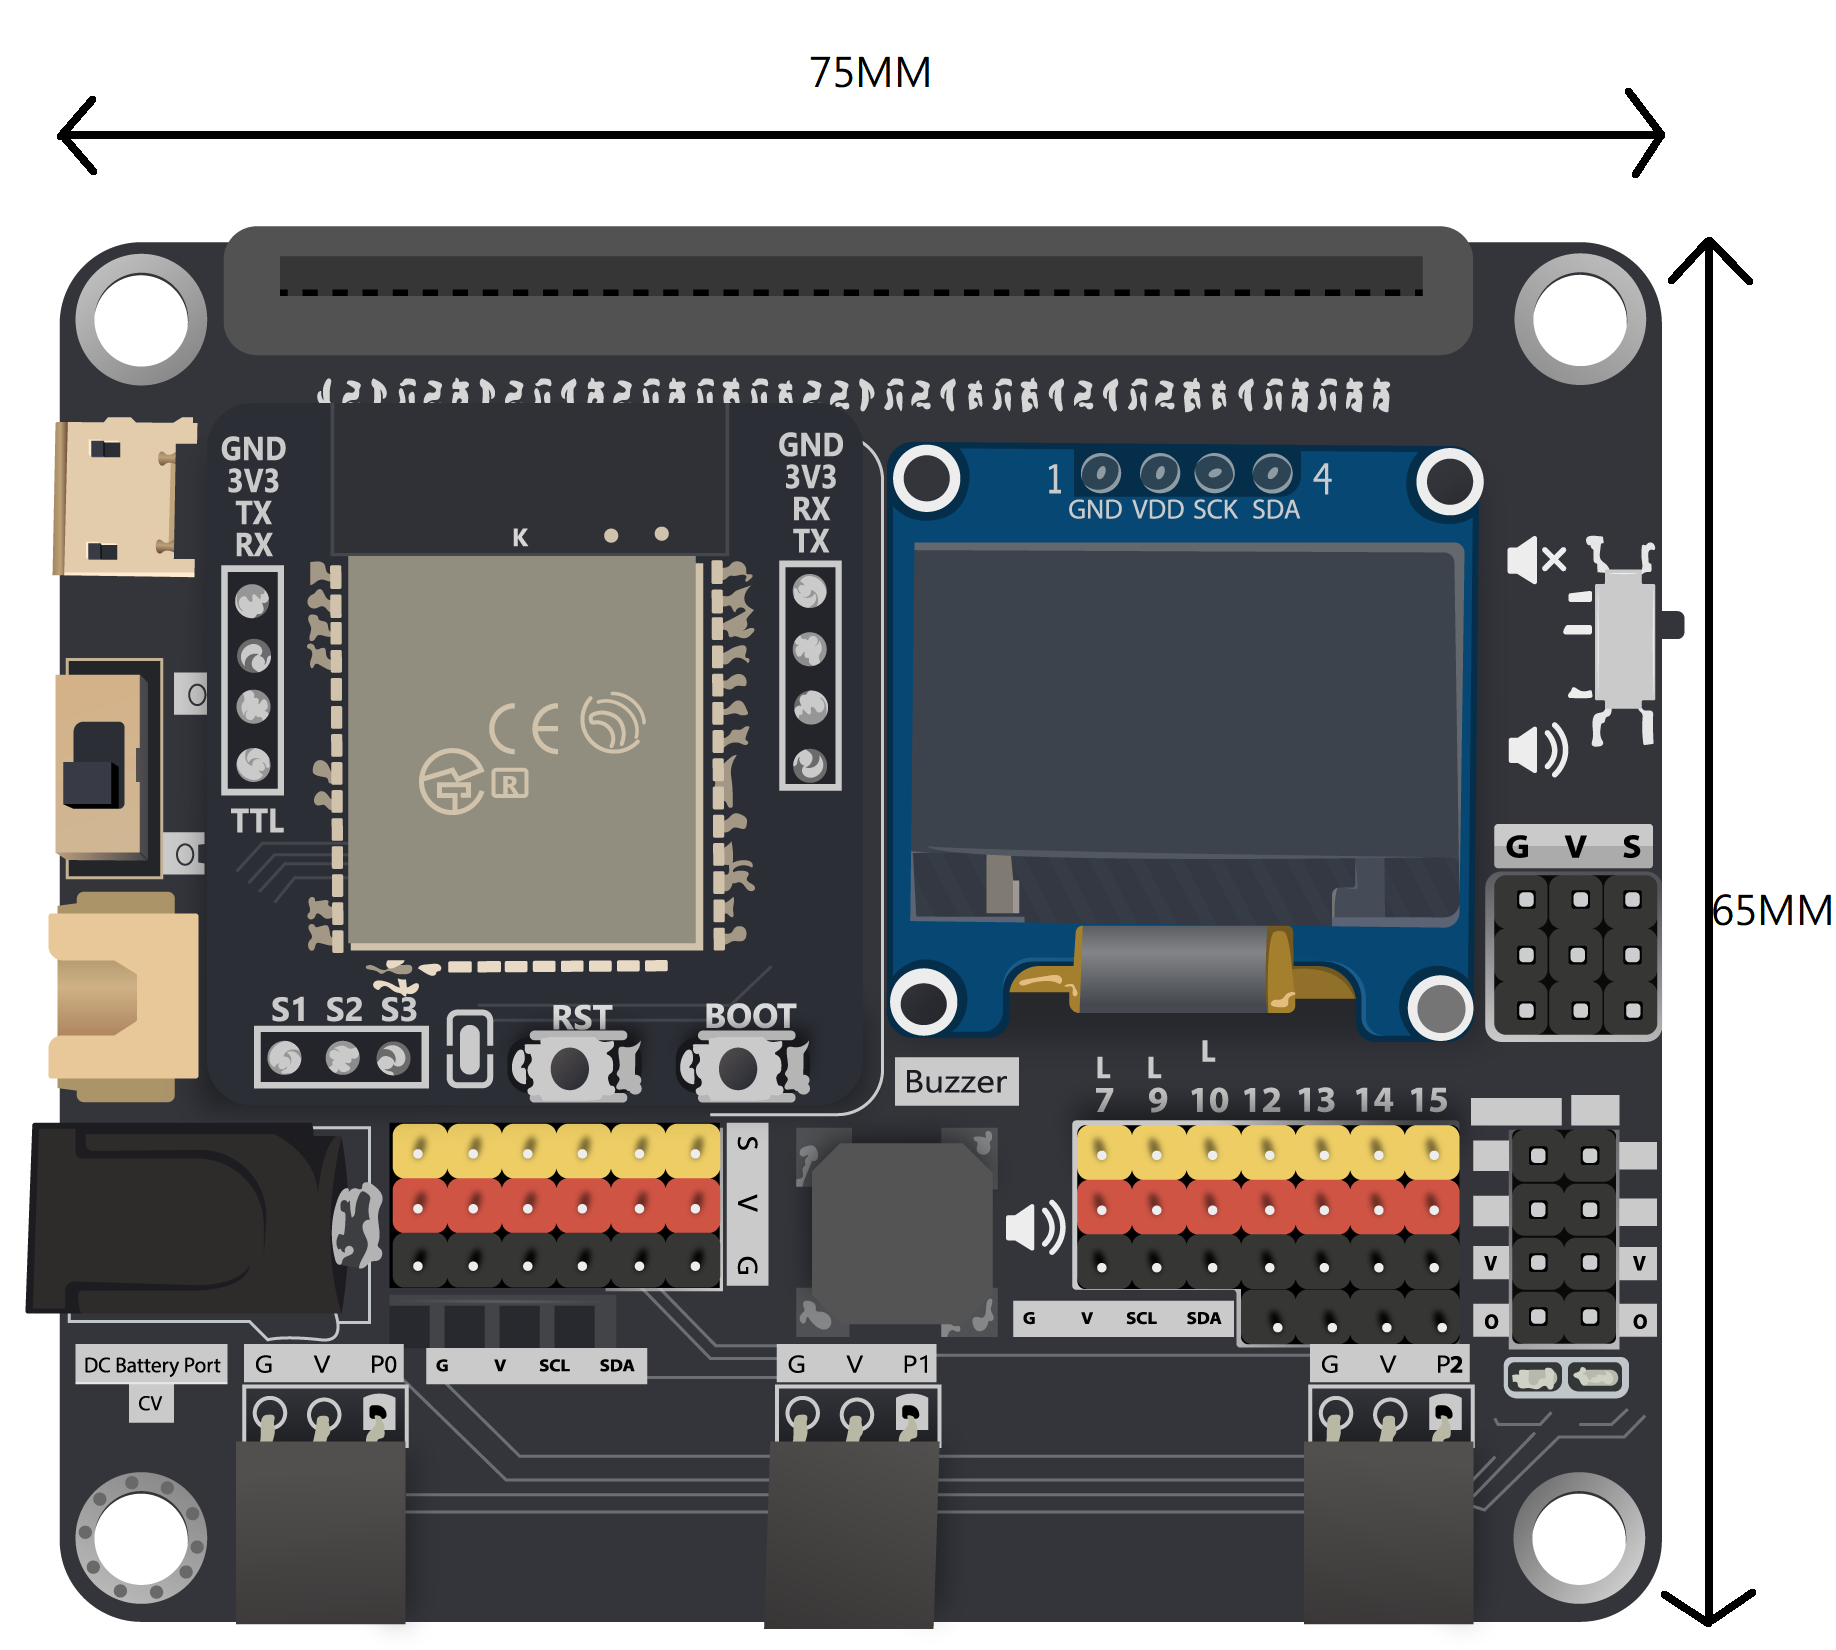 75MM
65MM
GND
3V3
TX
RX
TTL
K
CE
R
GND
3V3
RX
TX
1 4
GND VDD SCK SDA
G V S
S1 S2 S3
RST
BOOT
Buzzer
L L L
7 9 10 12 13 14 15
S
V
G
G V SCL SDA
V V
O O
DC Battery Port
CV
G V P0
G V SCL SDA
G V P1
G V P2